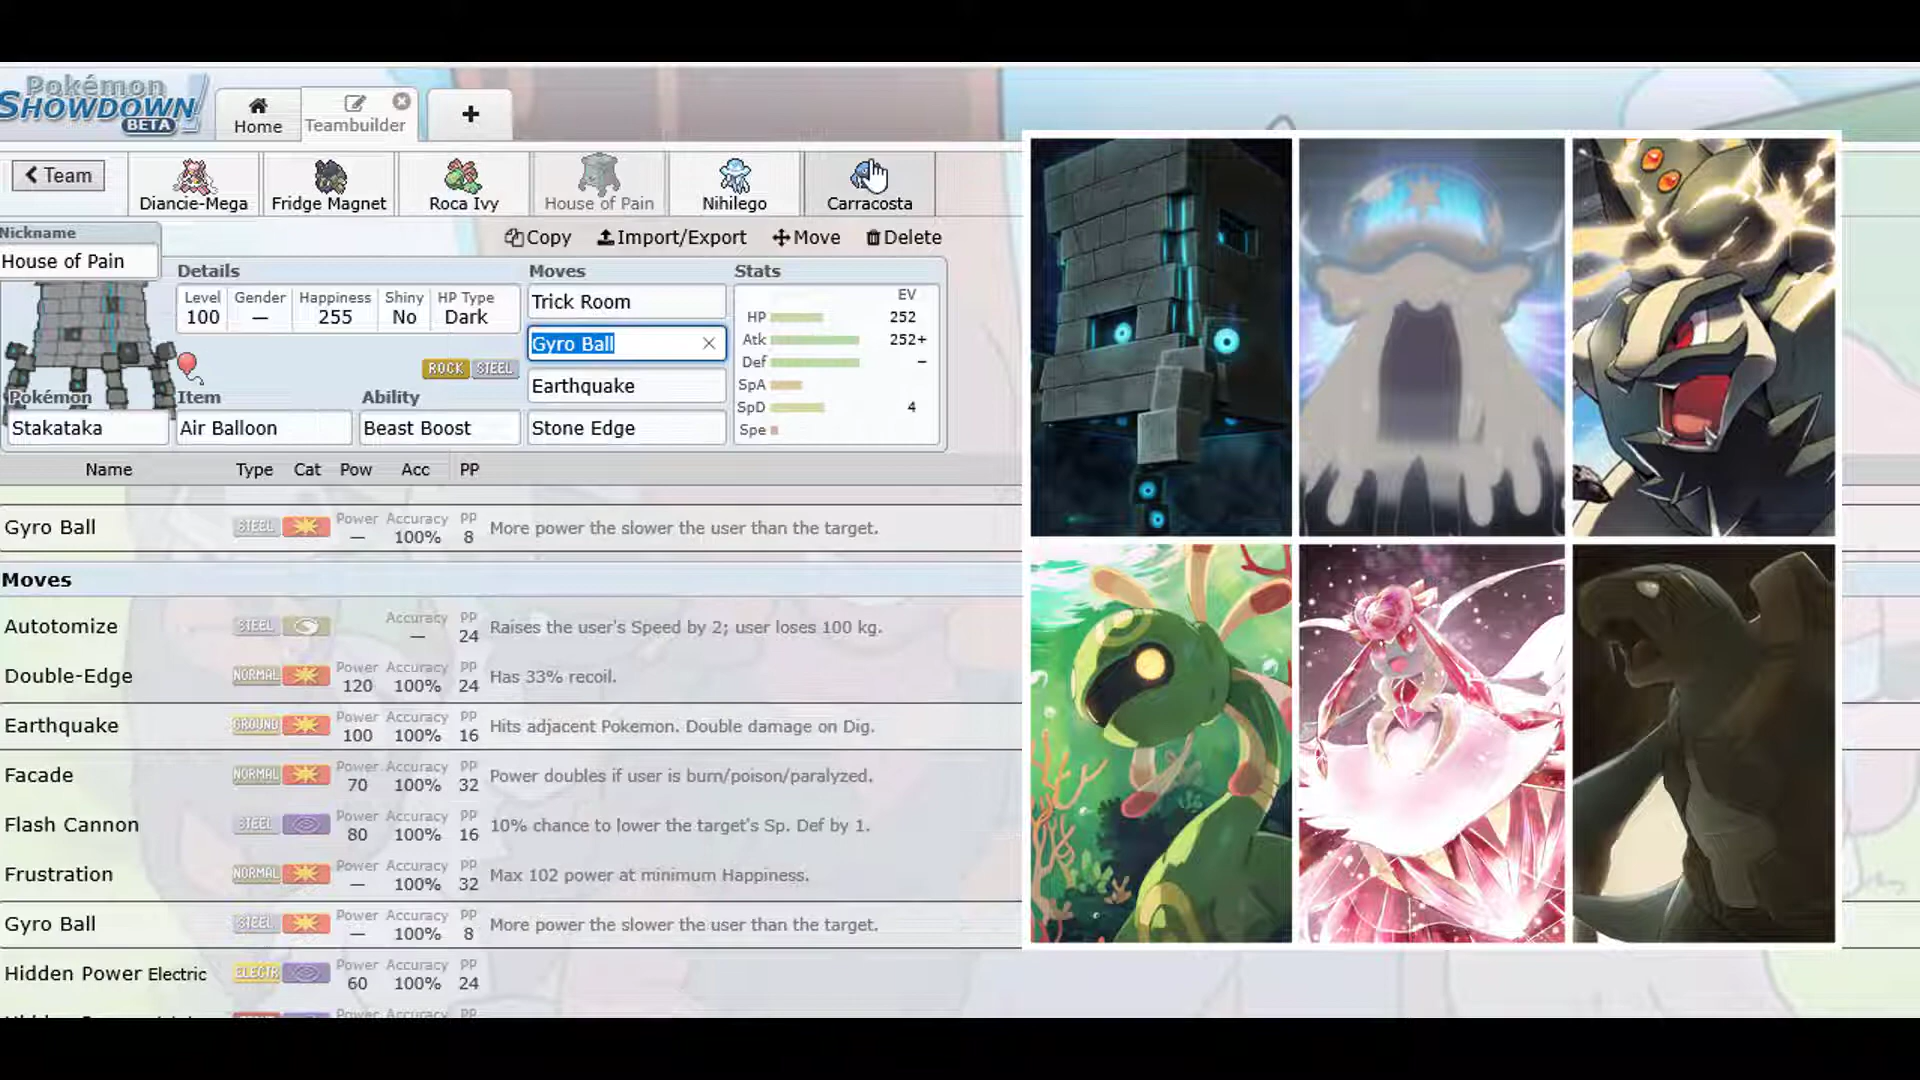 Pokémon
SHOWDOWN
BETA
Home
Teambuilder
+
Team
Diancie-Mega
Fridge Magnet
Roca Ivy
House of Pain
Nihilego
Carracosta
Copy
Import/Export
Move
Delete
Nickname
House of Pain
Details
Moves
Stats
Level
100
Gender
—
Happiness
255
Shiny
No
HP Type
Dark
ROCK STEEL
Pokémon
Stakataka
Item
Air Balloon
Ability
Beast Boost
Trick Room
Gyro Ball
Earthquake
Stone Edge
EV
HP 252
Atk 252+
Def –
SpA
SpD 4
Spe
Name Type Cat Pow Acc PP
Gyro Ball STEEL Power — Accuracy 100% PP 8 More power the slower the user than the target.
Moves
Autotomize STEEL Accuracy — PP 24 Raises the user's Speed by 2; user loses 100 kg.
Double-Edge NORMAL Power 120 Accuracy 100% PP 24 Has 33% recoil.
Earthquake GROUND Power 100 Accuracy 100% PP 16 Hits adjacent Pokemon. Double damage on Dig.
Facade NORMAL Power 70 Accuracy 100% PP 32 Power doubles if user is burn/poison/paralyzed.
Flash Cannon STEEL Power 80 Accuracy 100% PP 16 10% chance to lower the target's Sp. Def by 1.
Frustration NORMAL Power — Accuracy 100% PP 32 Max 102 power at minimum Happiness.
Gyro Ball STEEL Power — Accuracy 100% PP 8 More power the slower the user than the target.
Hidden Power Electric ELECTR Power 60 Accuracy 100% PP 24
Power Accuracy PP